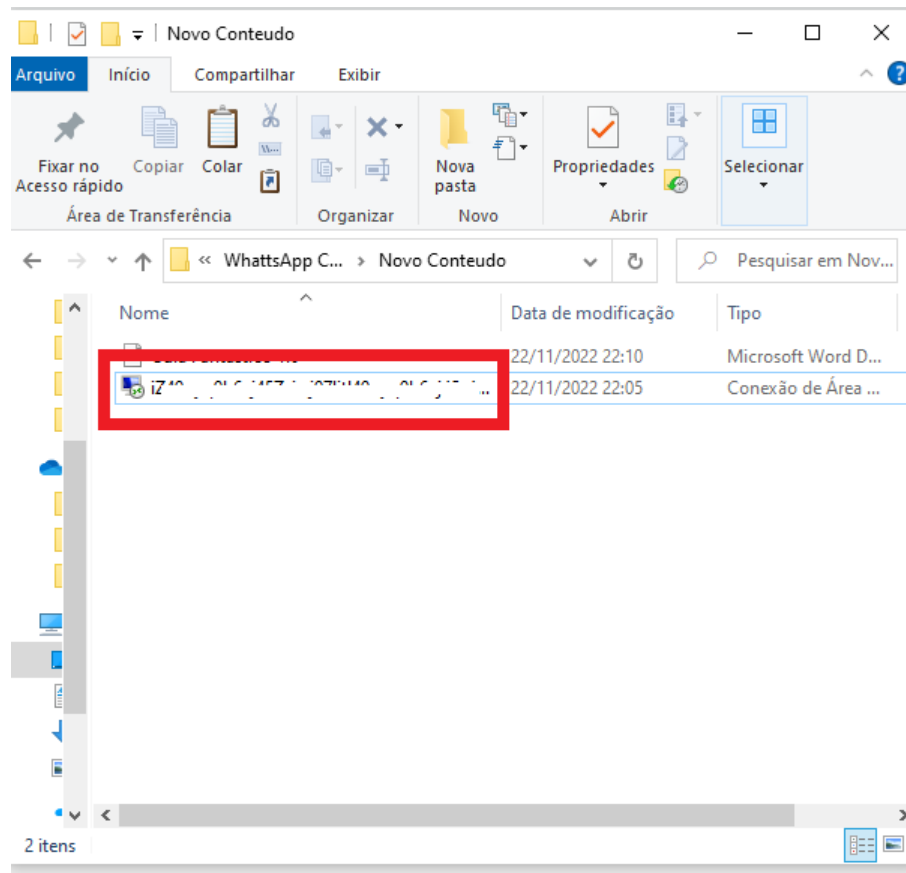 Novo Conteudo
Arquivo Início Compartilhar Exibir
Fixar no Acesso rápido
Copiar
Colar
Nova pasta
Propriedades
Selecionar
Área de Transferência Organizar Novo Abrir
« WhattsApp C... › Novo Conteudo
Pesquisar em Nov...
Nome Data de modificação Tipo
22/11/2022 22:10 Microsoft Word D...
22/11/2022 22:05 Conexão de Área ...
2 itens